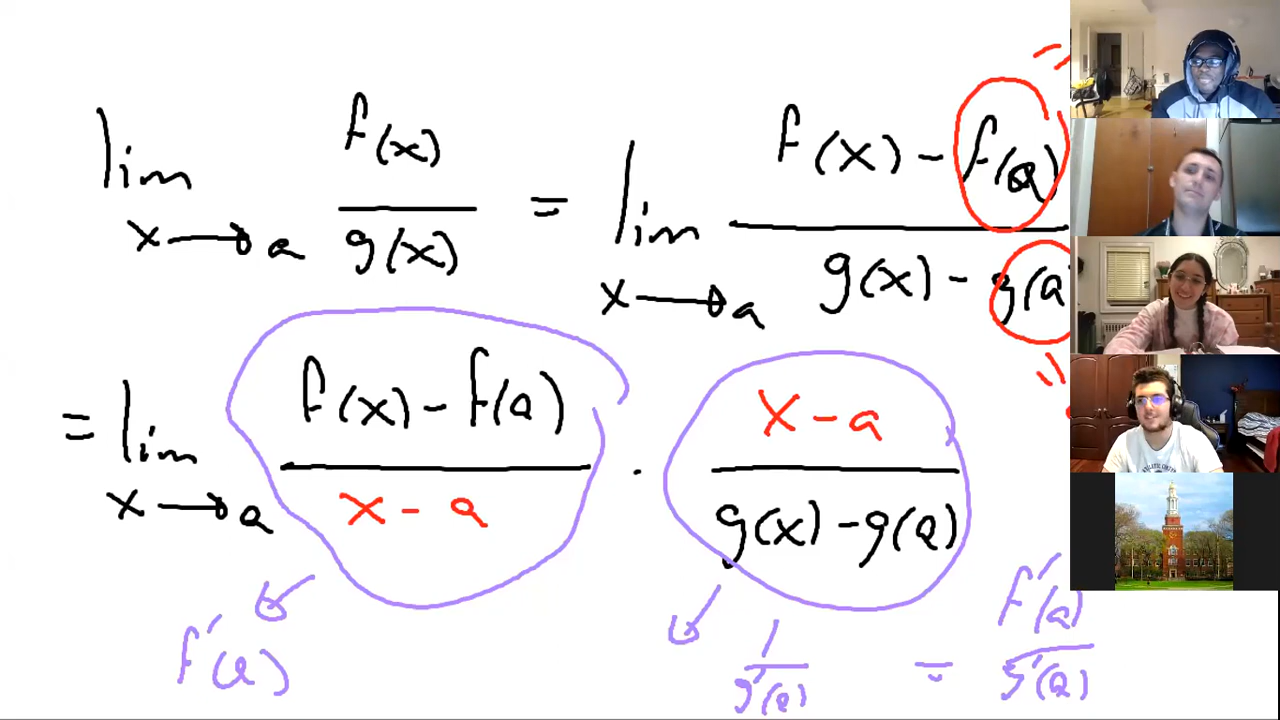 lim x→a f(x)/g(x) = lim x→a (f(x) - f(a))/(g(x) - g(a)
= lim x→a (f(x) - f(a))/(x - a) · (x - a)/(g(x) - g(a))
f'(a) 1/g'(a) = f'(a)/g'(a)